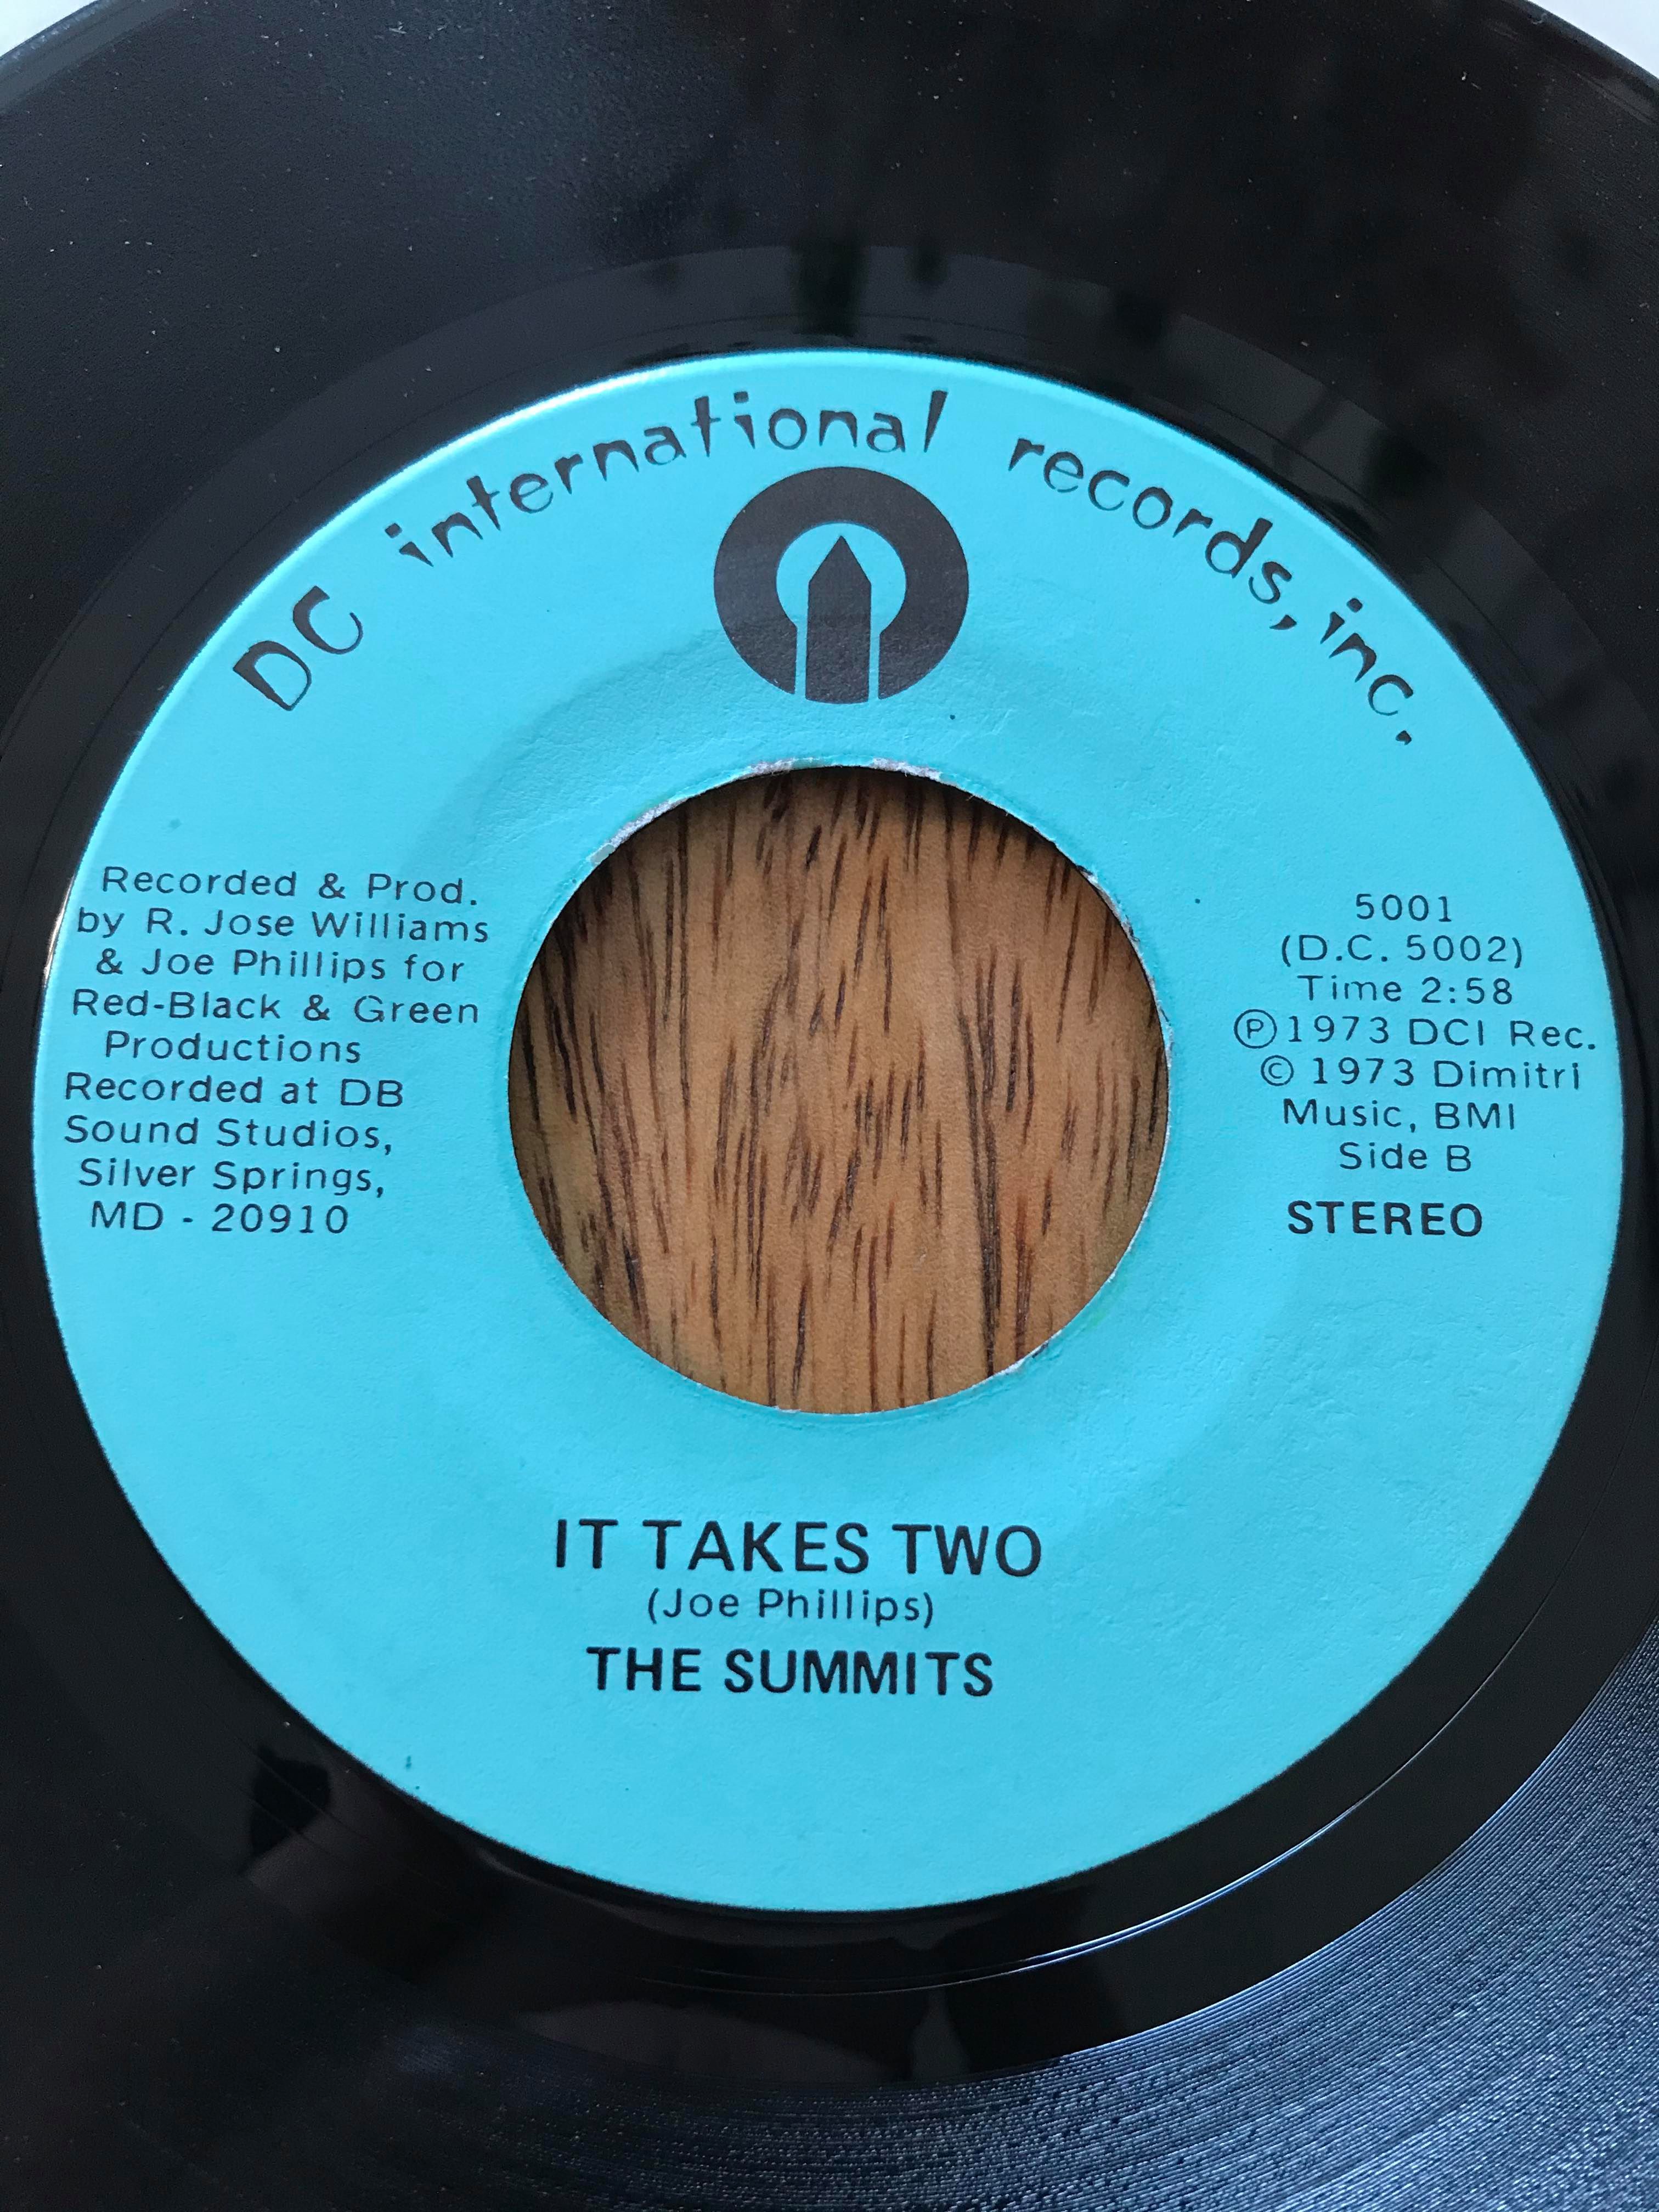 DC international records, inc.
Recorded & Prod.
by R. Jose Williams
& Joe Phillips for
Red-Black & Green
Productions
Recorded at DB
Sound Studios,
Silver Springs,
MD - 20910
5001
(D.C. 5002)
Time 2:58
Ⓟ1973 DCI Rec.
© 1973 Dimitri
Music, BMI
Side B
STEREO
IT TAKES TWO
(Joe Phillips)
THE SUMMITS